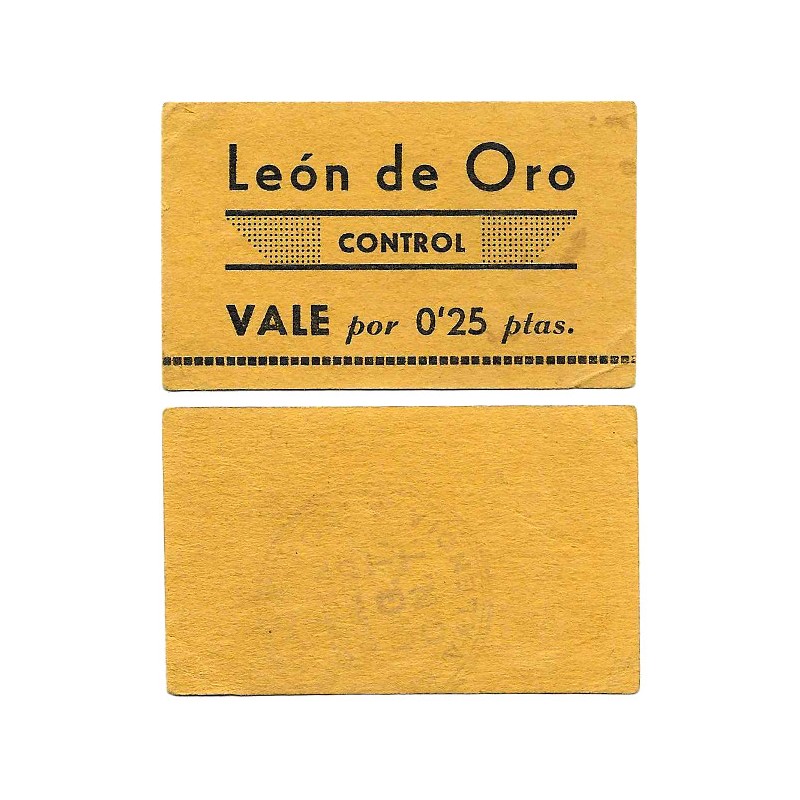 León de Oro
CONTROL
VALE por 0'25 ptas.